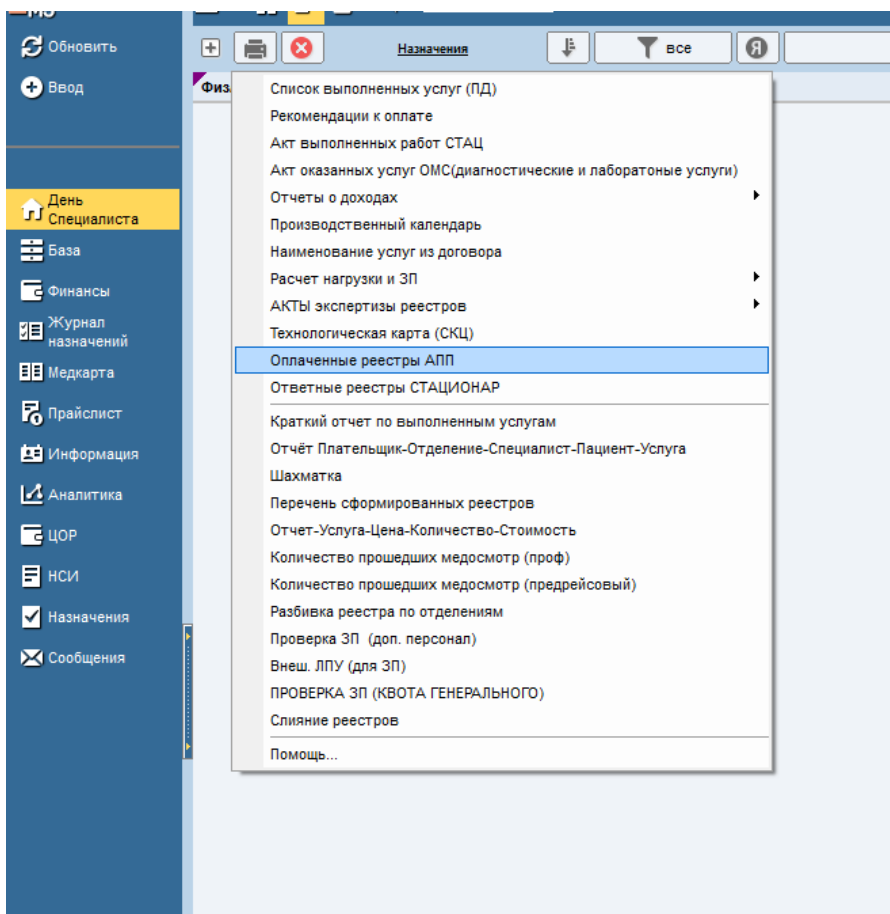 Обновить
Ввод
День
Специалиста
База
Финансы
Журнал
назначений
Медкарта
Прайслист
Информация
Аналитика
ЦОР
НСИ
Назначения
Сообщения
Назначения
все
Я
Физ
Список выполненных услуг (ПД)
Рекомендации к оплате
Акт выполненных работ СТАЦ
Акт оказанных услуг ОМС(диагностические и лаборатоные услуги)
Отчеты о доходах
Производственный календарь
Наименование услуг из договора
Расчет нагрузки и ЗП
АКТЫ экспертизы реестров
Технологическая карта (СКЦ)
Оплаченные реестры АПП
Ответные реестры СТАЦИОНАР
Краткий отчет по выполненным услугам
Отчёт Плательщик-Отделение-Специалист-Пациент-Услуга
Шахматка
Перечень сформированных реестров
Отчет-Услуга-Цена-Количество-Стоимость
Количество прошедших медосмотр (проф)
Количество прошедших медосмотр (предрейсовый)
Разбивка реестра по отделениям
Проверка ЗП (доп. персонал)
Внеш. ЛПУ (для ЗП)
ПРОВЕРКА ЗП (КВОТА ГЕНЕРАЛЬНОГО)
Слияние реестров
Помощь...